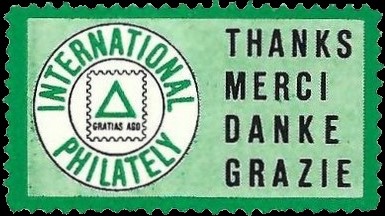 INTERNATIONAL
GRATIAS AGO
PHILATELY
THANKS
MERCI
DANKE
GRAZIE